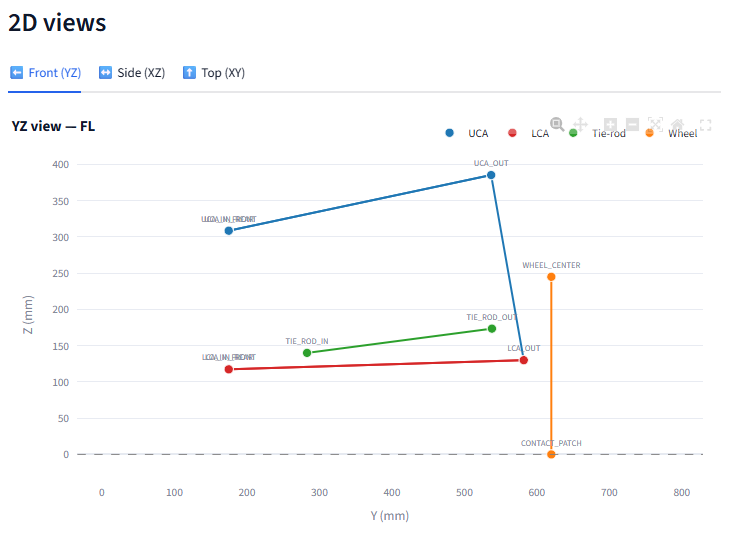 2D views
Front (YZ) Side (XZ) Top (XY)
YZ view — FL
UCA LCA Tie-rod Wheel
400
350
300
250
200
150
100
50
0
Z (mm)
UCA_OUT
WHEEL_CENTER
TIE_ROD_OUT
TIE_ROD_IN
LCA_OUT
CONTACT_PATCH
0 100 200 300 400 500 600 700 800
Y (mm)